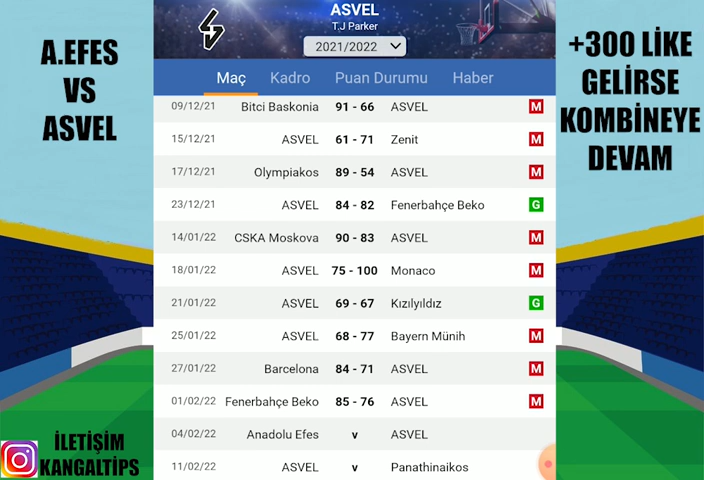 A.EFES
VS
ASVEL
ASVEL
T.J Parker
2021/2022
Maç Kadro Puan Durumu Haber
09/12/21 Bitci Baskonia 91 - 66 ASVEL M
15/12/21 ASVEL 61 - 71 Zenit M
17/12/21 Olympiakos 89 - 54 ASVEL M
23/12/21 ASVEL 84 - 82 Fenerbahçe Beko G
14/01/22 CSKA Moskova 90 - 83 ASVEL M
18/01/22 ASVEL 75 - 100 Monaco M
21/01/22 ASVEL 69 - 67 Kızılyıldız G
25/01/22 ASVEL 68 - 77 Bayern Münih M
27/01/22 Barcelona 84 - 71 ASVEL M
01/02/22 Fenerbahçe Beko 85 - 76 ASVEL M
04/02/22 Anadolu Efes v ASVEL
11/02/22 ASVEL v Panathinaikos
+300 LİKE
GELİRSE
KOMBİNEYE
DEVAM
İLETİŞİM
KANGALTİPS